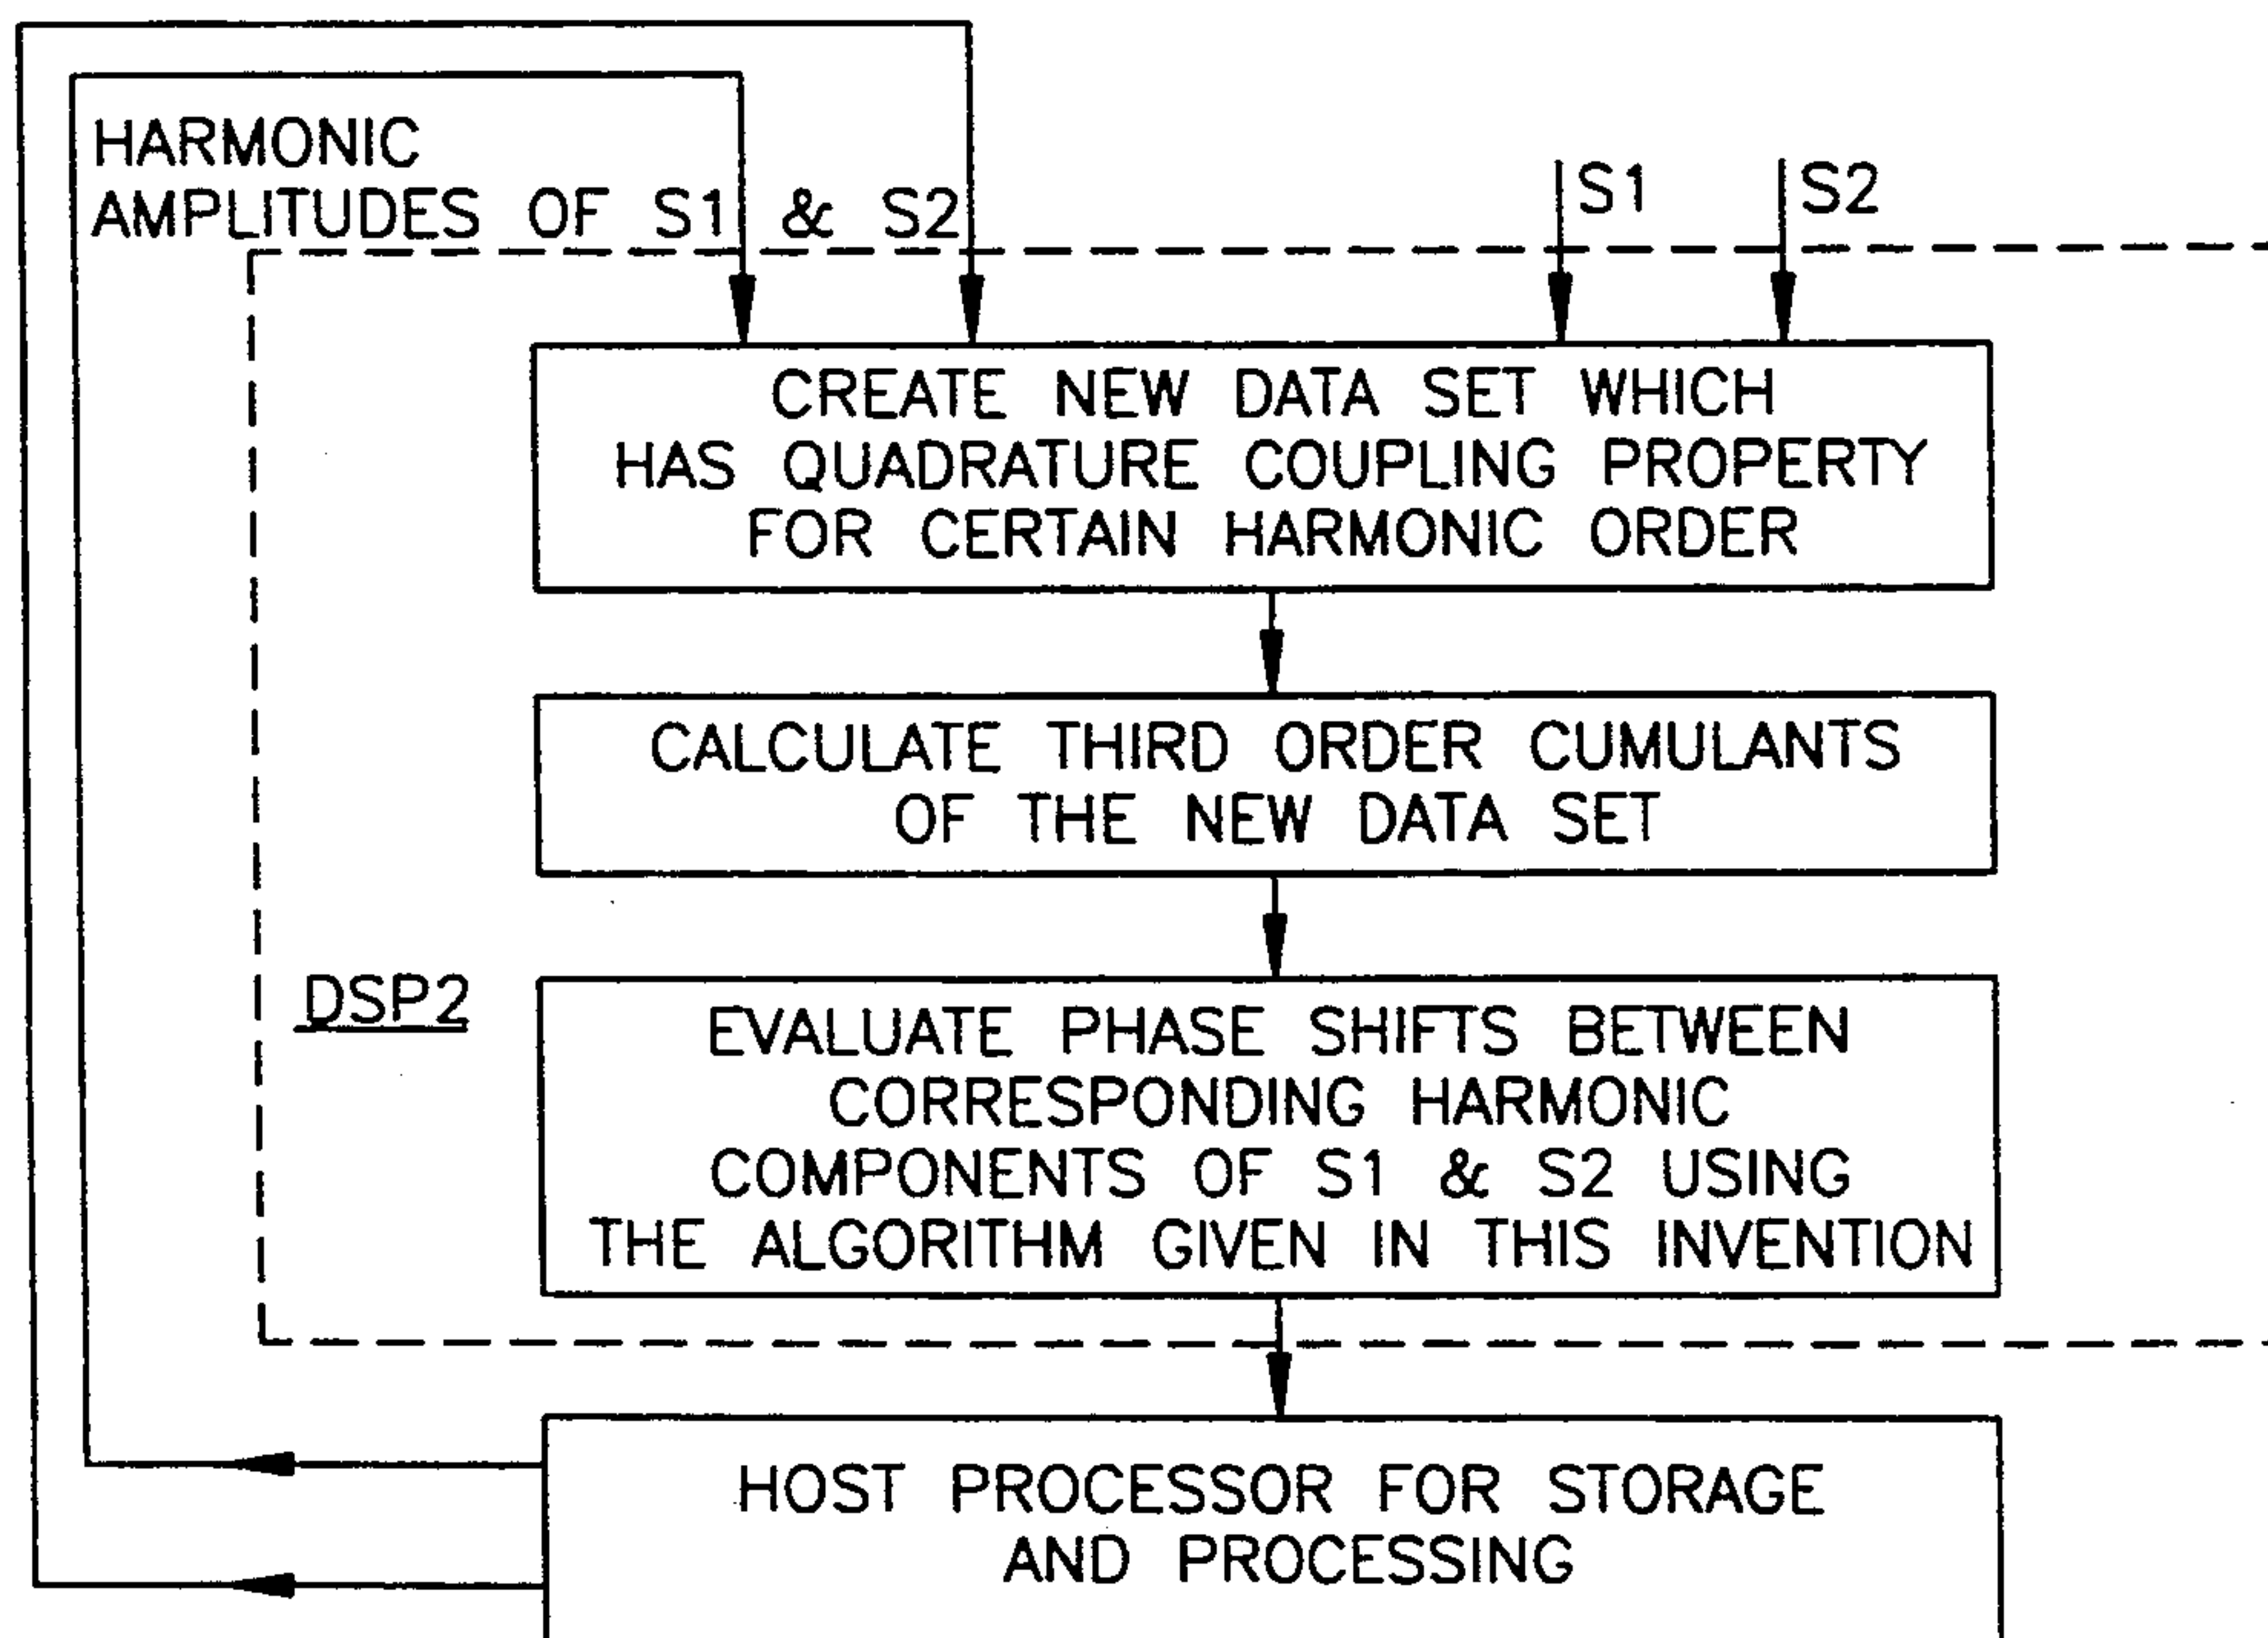 HARMONIC
AMPLITUDES OF S1 & S2
S1
S2
CREATE NEW DATA SET WHICH
HAS QUADRATURE COUPLING PROPERTY
FOR CERTAIN HARMONIC ORDER
CALCULATE THIRD ORDER CUMULANTS
OF THE NEW DATA SET
DSP2
EVALUATE PHASE SHIFTS BETWEEN
CORRESPONDING HARMONIC
COMPONENTS OF S1 & S2 USING
THE ALGORITHM GIVEN IN THIS INVENTION
HOST PROCESSOR FOR STORAGE
AND PROCESSING